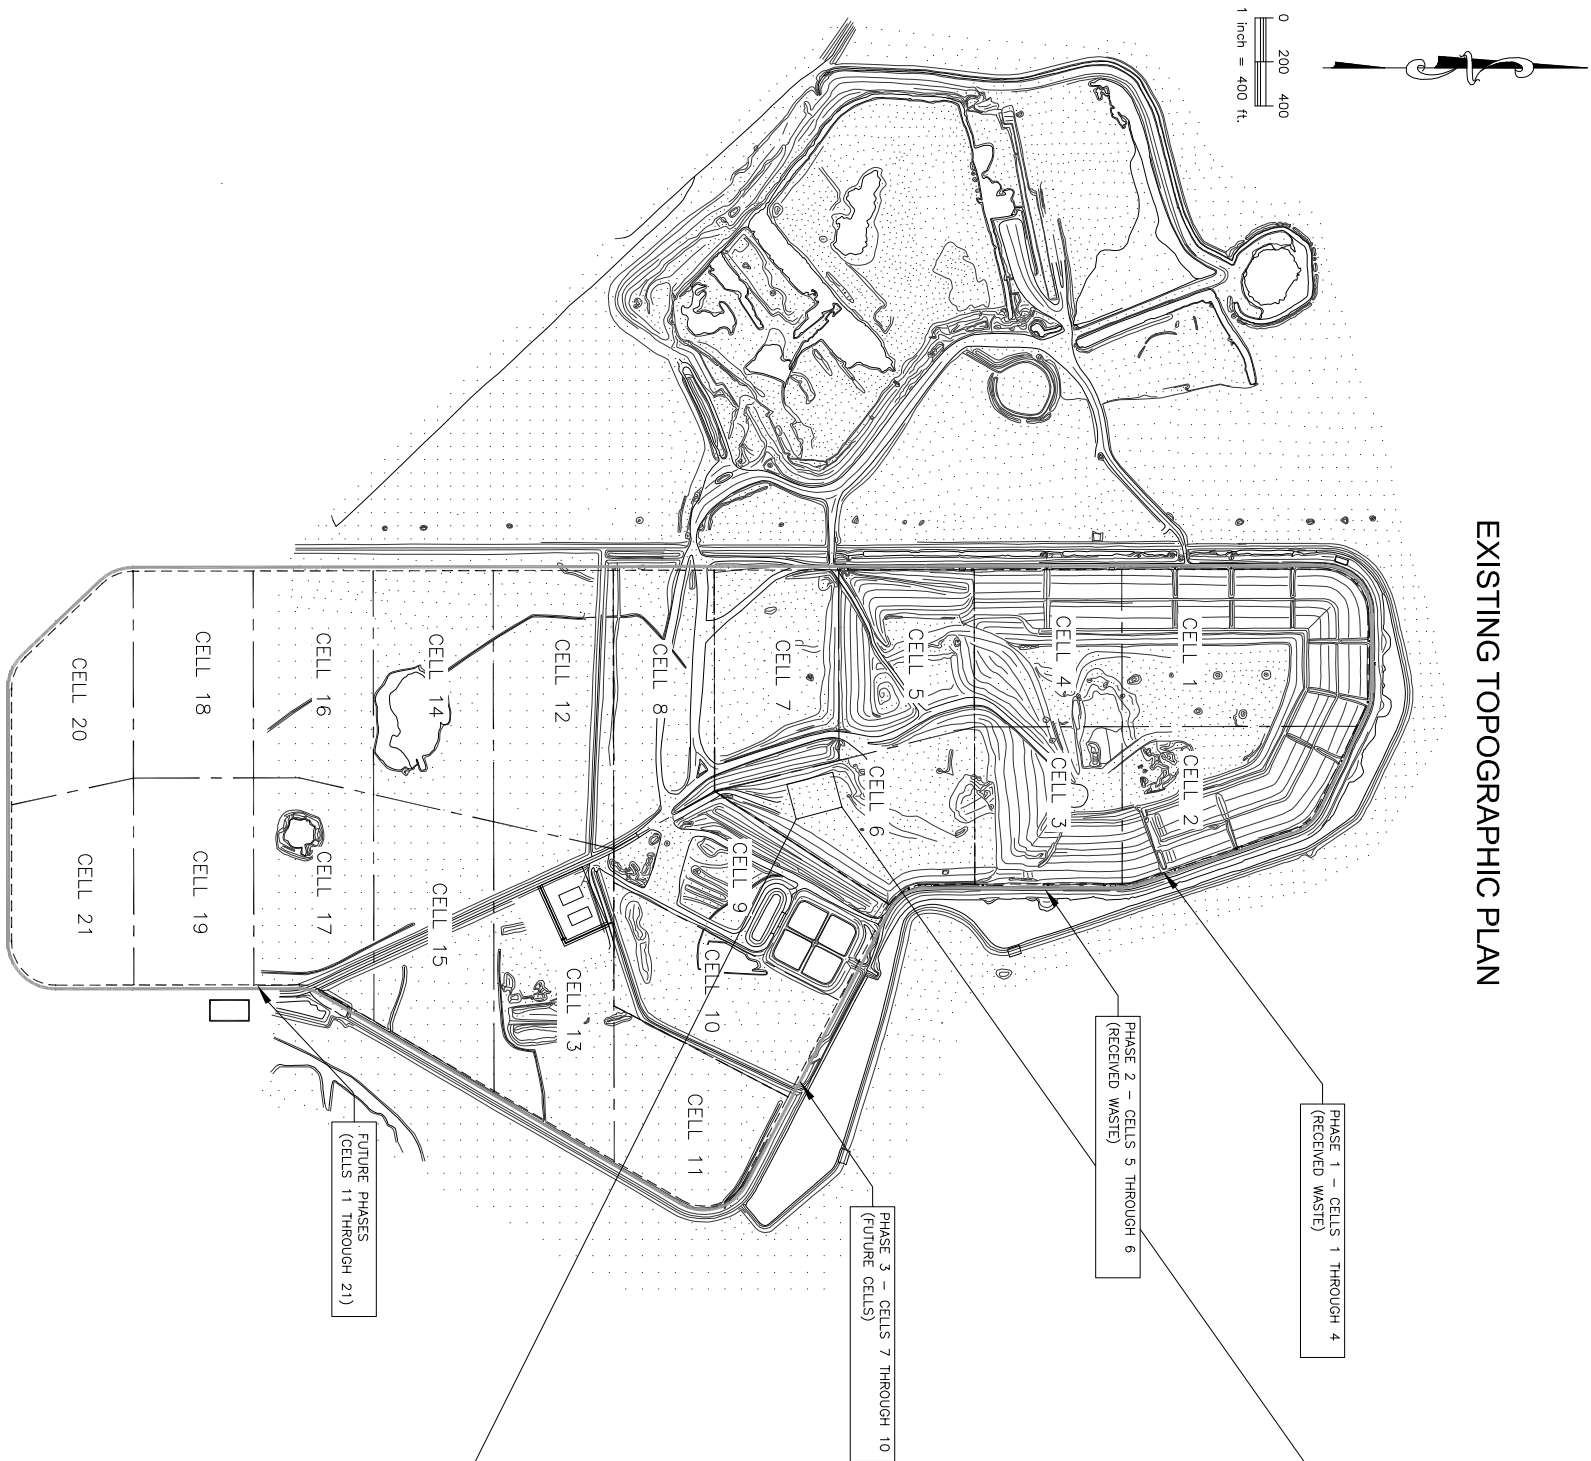 EXISTING TOPOGRAPHIC PLAN
0 200 400
1 inch = 400 ft.
N
PHASE 1 - CELLS 1 THROUGH 4
(RECEIVED WASTE)
PHASE 2 - CELLS 5 THROUGH 6
(RECEIVED WASTE)
PHASE 3 - CELLS 7 THROUGH 10
(FUTURE CELLS)
FUTURE PHASES
(CELLS 11 THROUGH 21)
CELL 1
CELL 2
CELL 3
CELL 4
CELL 5
CELL 6
CELL 7
CELL 8
CELL 9
CELL 10
CELL 11
CELL 12
CELL 13
CELL 14
CELL 15
CELL 16
CELL 17
CELL 18
CELL 19
CELL 20
CELL 21